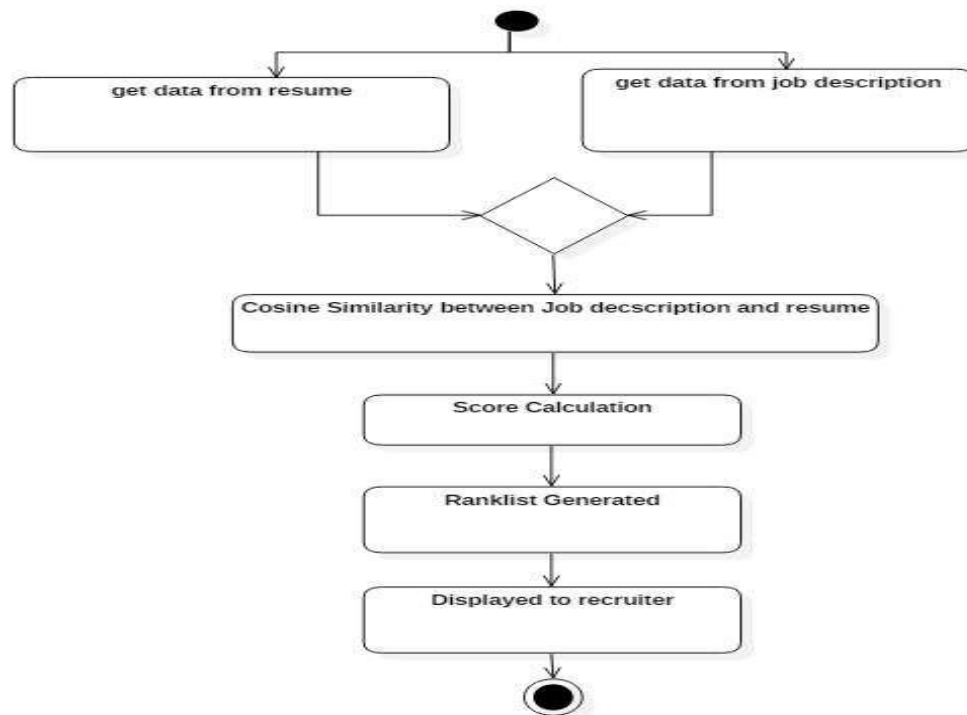 get data from resume
get data from job description
Cosine Similarity between Job decscription and resume
Score Calculation
Ranklist Generated
Displayed to recruiter